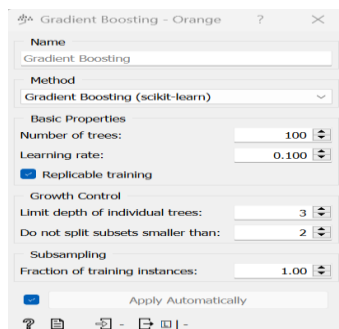 Gradient Boosting - Orange ? ×
Name
Gradient Boosting
Method
Gradient Boosting (scikit-learn)
Basic Properties
Number of trees: 100
Learning rate: 0.100
Replicable training
Growth Control
Limit depth of individual trees: 3
Do not split subsets smaller than: 2
Subsampling
Fraction of training instances: 1.00
Apply Automatically
? - | -